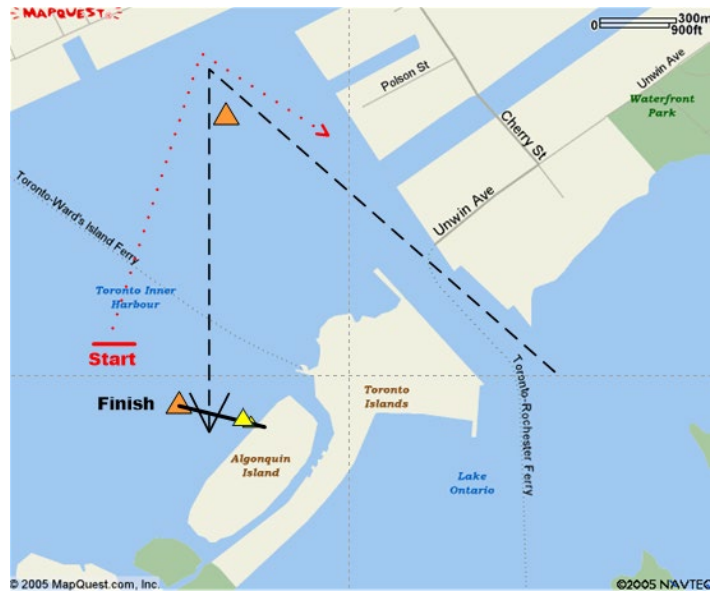 MAPQUEST
0 300m
900ft
Polson St
Unwin Ave
Waterfront
Park
Cherry St
Unwin Ave
Toronto-Ward's Island Ferry
Toronto Inner
Harbour
Start
Finish
Toronto
Islands
Algonquin
Island
Toronto-Rochester Ferry
Lake
Ontario
© 2005 MapQuest.com, Inc.
©2005 NAVTEQ